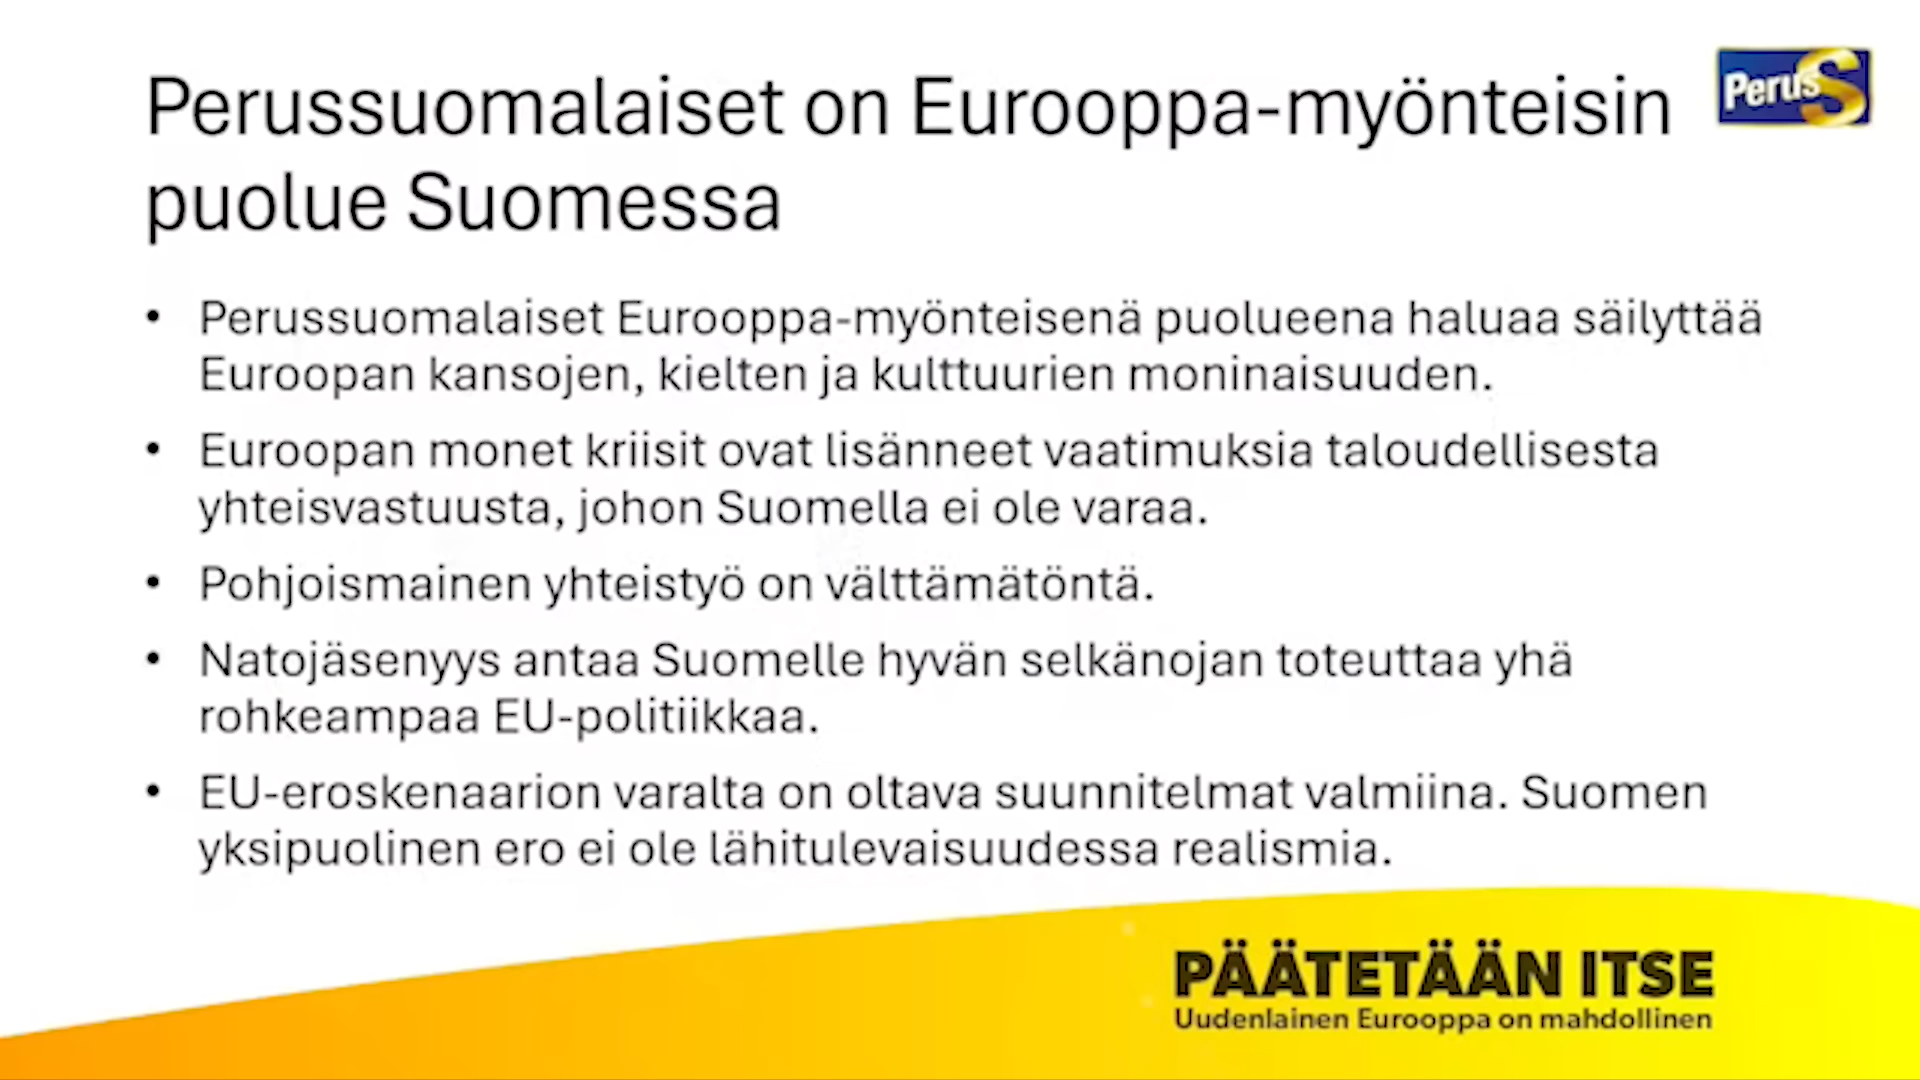 Perussuomalaiset on Eurooppa-myönteisin
puolue Suomessa
PerusS
• Perussuomalaiset Eurooppa-myönteisenä puolueena haluaa säilyttää
Euroopan kansojen, kielten ja kulttuurien moninaisuuden.
• Euroopan monet kriisit ovat lisänneet vaatimuksia taloudellisesta
yhteisvastuusta, johon Suomella ei ole varaa.
• Pohjoismainen yhteistyö on välttämätöntä.
• Natojäsenyys antaa Suomelle hyvän selkänojan toteuttaa yhä
rohkeampaa EU-politiikkaa.
• EU-eroskenaarion varalta on oltava suunnitelmat valmiina. Suomen
yksipuolinen ero ei ole lähitulevaisuudessa realismia.
PÄÄTETÄÄN ITSE
Uudenlainen Eurooppa on mahdollinen